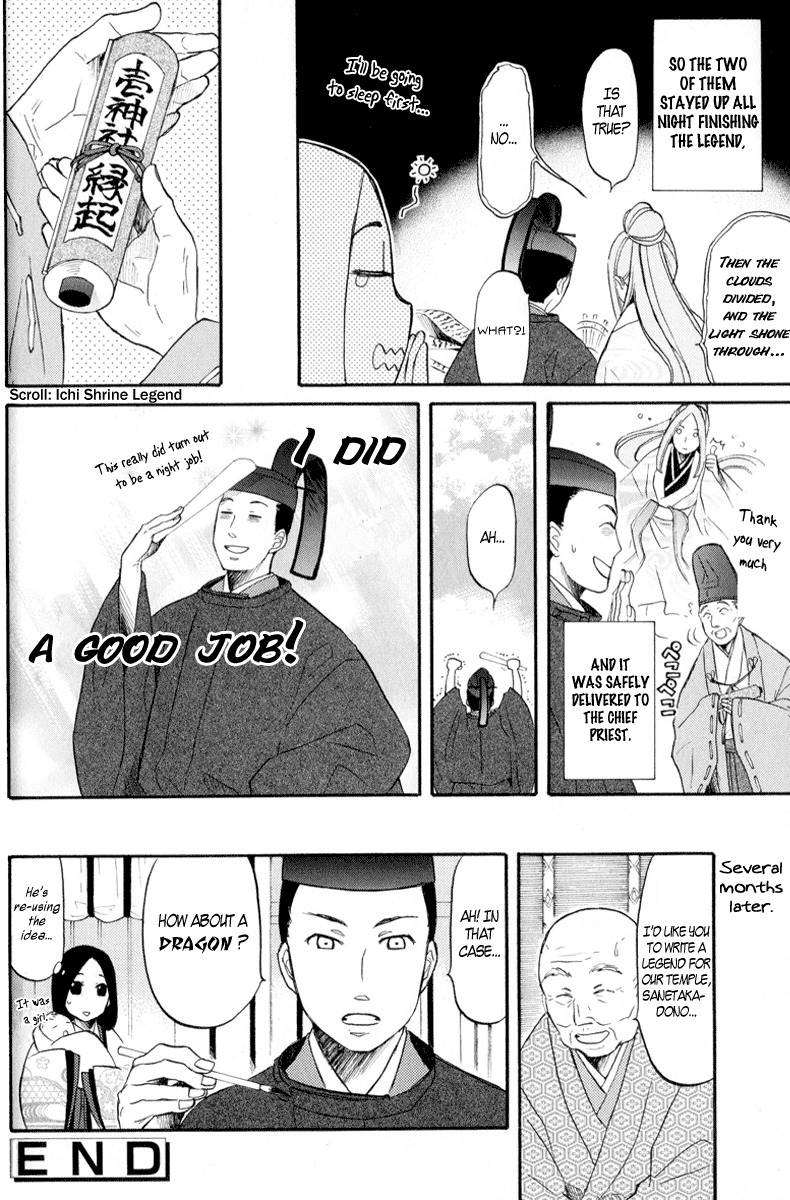 SO THE TWO
OF THEM
STAYED UP ALL
NIGHT FINISHING
THE LEGEND,
IS
THAT
TRUE?
...
NO...
I'll be going
to sleep first...
THEN THE
CLOUDS
DIVIDED,
AND THE
LIGHT SHONE
THROUGH...
WHAT?!
壱神社縁起
Scroll: Ichi Shrine Legend
Thank
you very
much
ペコペコ
AND IT
WAS SAFELY
DELIVERED TO
THE CHIEF
PRIEST.
AH...
I DID
A GOOD JOB!
This really did turn out
to be a night job!
Several
months
later.
I'D LIKE YOU
TO WRITE A
LEGEND FOR
OUR TEMPLE,
SANETAKA-
DONO...
AH! IN
THAT
CASE...
HOW ABOUT A
DRAGON?
He's
re-using
the
idea...
It was
a girl.
END